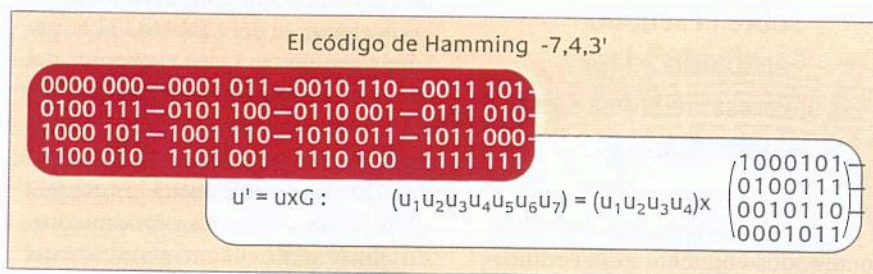 El código de Hamming -7,4,3'
0000 000—0001 011—0010 110—0011 101-
0100 111—0101 100—0110 001—0111 010-
1000 101—1001 110—1010 011—1011 000-
1100 010 1101 001 1110 100 1111 111
u' = uxG : (u₁u₂u₃u₄u₅u₆u₇) = (u₁u₂u₃u₄)x
1000101
0100111
0010110
0001011